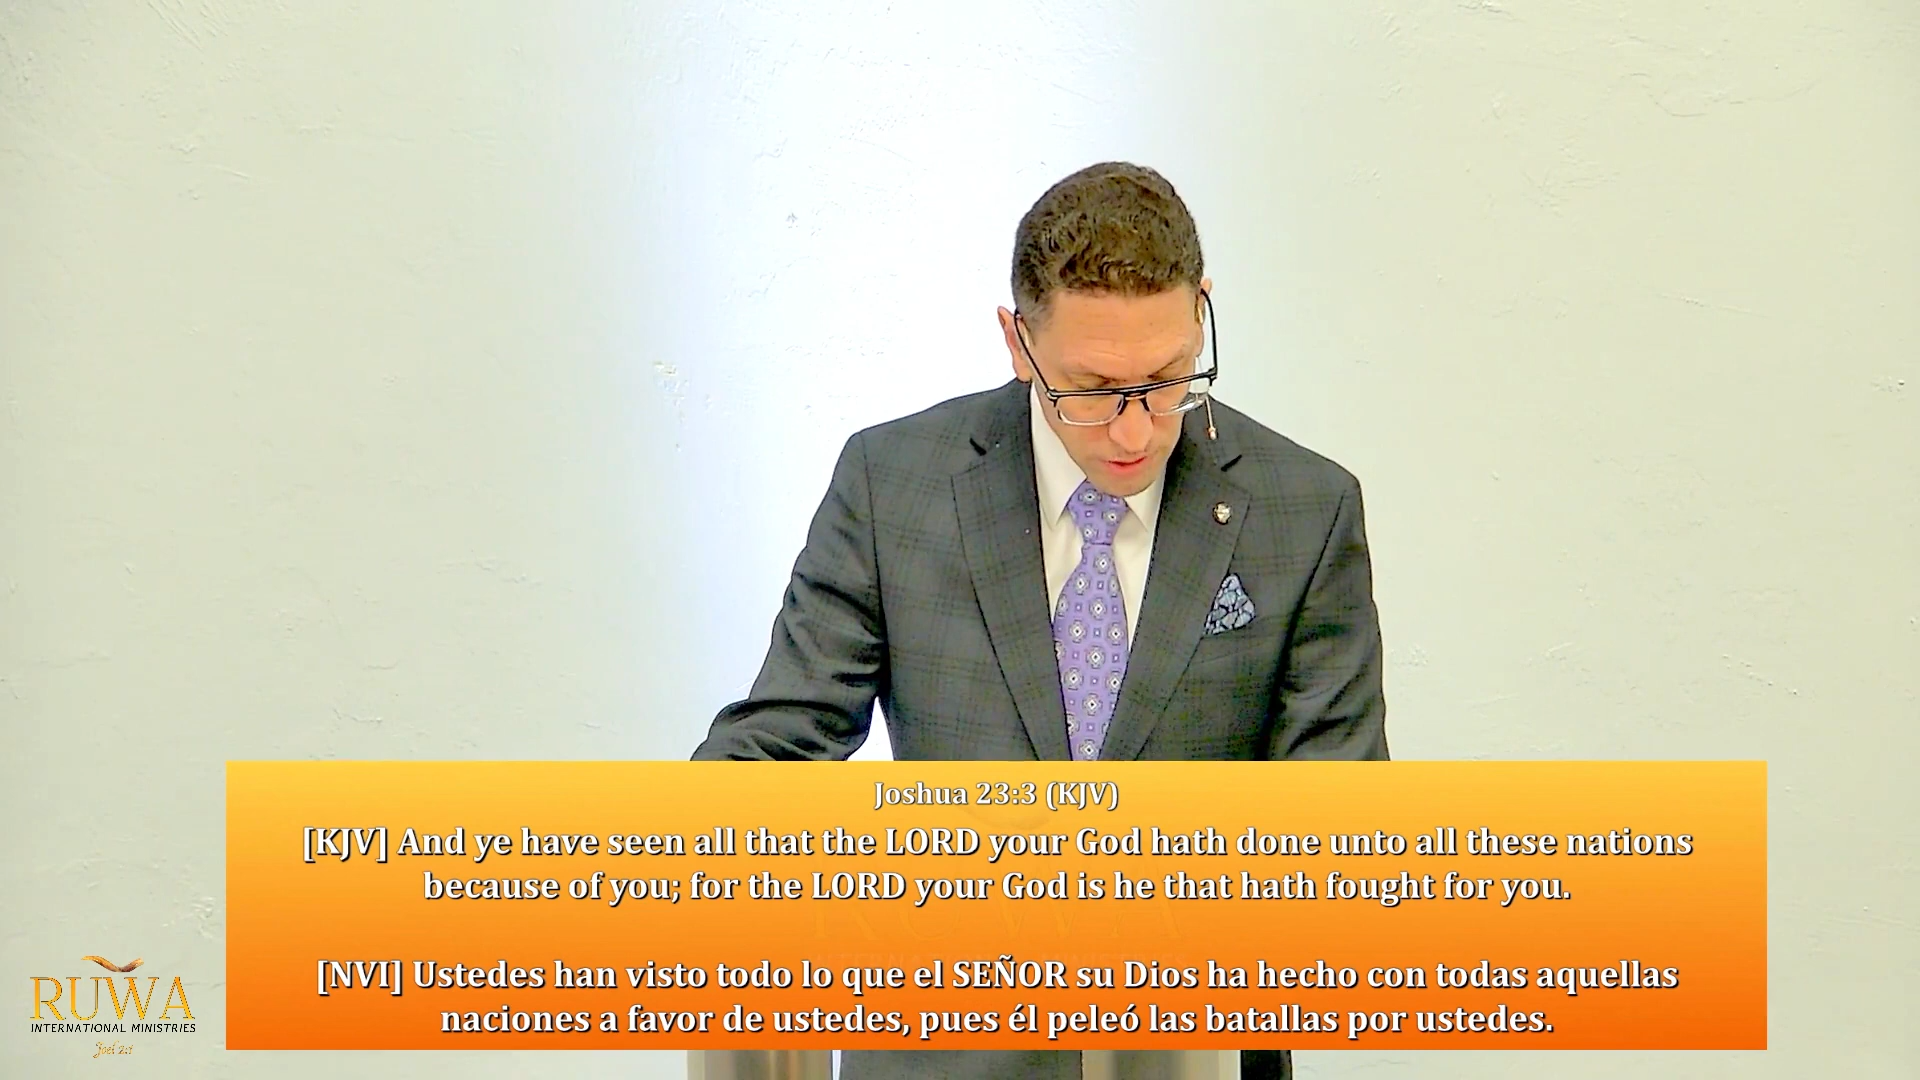 Joshua 23:3 (KJV)
[KJV] And ye have seen all that the LORD your God hath done unto all these nations
because of you; for the LORD your God is he that hath fought for you.
[NVI] Ustedes han visto todo lo que el SEÑOR su Dios ha hecho con todas aquellas
naciones a favor de ustedes, pues él peleó las batallas por ustedes.
RUWA
INTERNATIONAL MINISTRIES
Joel 2:1